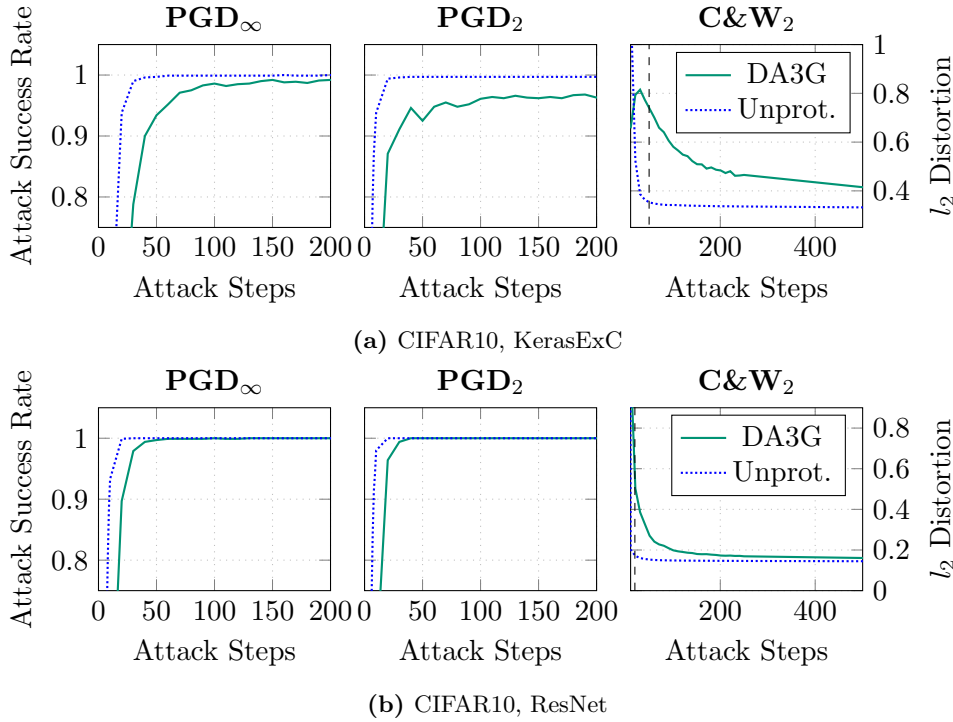 PGD∞ PGD₂ C&W₂
Attack Success Rate
1
0.9
0.8
0 50 100 150 200
Attack Steps
0 50 100 150 200
Attack Steps
DA3G
Unprot.
1
0.8
0.6
0.4
l₂ Distortion
200 400
Attack Steps
(a) CIFAR10, KerasExC
PGD∞ PGD₂ C&W₂
Attack Success Rate
1
0.9
0.8
0 50 100 150 200
Attack Steps
0 50 100 150 200
Attack Steps
DA3G
Unprot.
0.8
0.6
0.4
0.2
0
l₂ Distortion
200 400
Attack Steps
(b) CIFAR10, ResNet